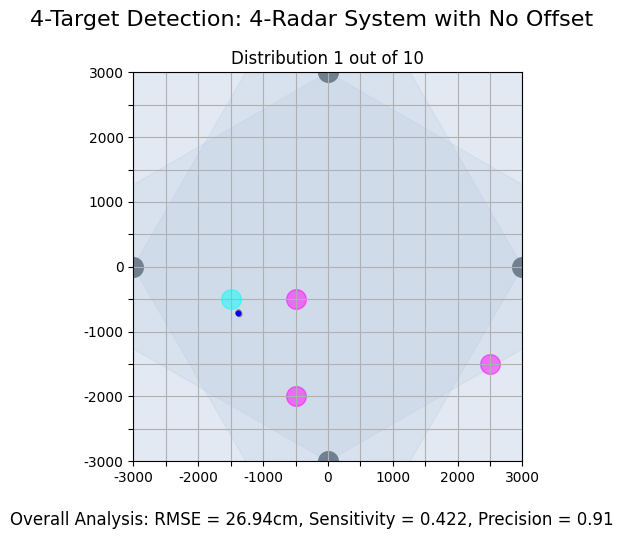 4-Target Detection: 4-Radar System with No Offset
Distribution 1 out of 10
3000
2000
1000
0
-1000
-2000
-3000
-3000 -2000 -1000 0 1000 2000 3000
Overall Analysis: RMSE = 26.94cm, Sensitivity = 0.422, Precision = 0.91